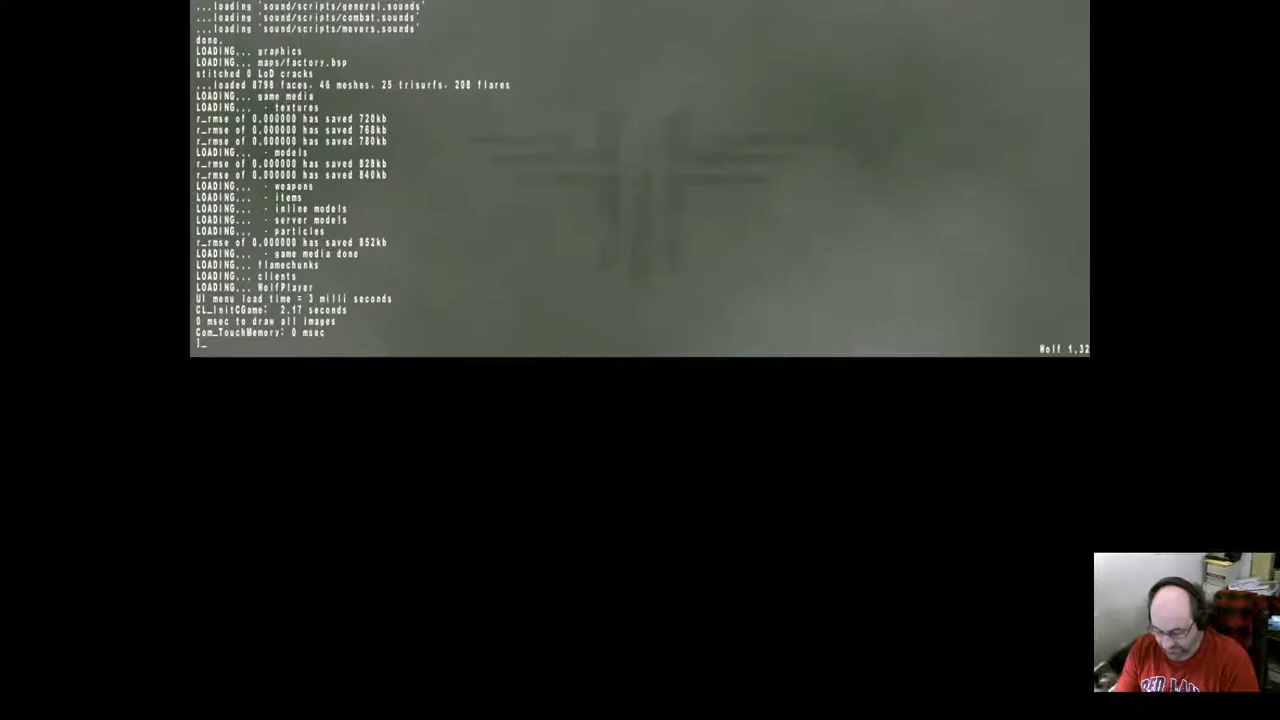 ...loading 'sound/scripts/general.sounds'
...loading 'sound/scripts/combat.sounds'
...loading 'sound/scripts/movers.sounds'
done.
LOADING... graphics
LOADING... maps/factory.bsp
stitched 0 LoD cracks
...loaded 8798 faces, 46 meshes, 25 trisurfs, 208 flares
LOADING... game media
LOADING...  - textures
r_rmse of 0.000000 has saved 720kb
r_rmse of 0.000000 has saved 768kb
r_rmse of 0.000000 has saved 780kb
LOADING...  - models
r_rmse of 0.000000 has saved 828kb
r_rmse of 0.000000 has saved 840kb
LOADING...  - weapons
LOADING...  - items
LOADING...  - inline models
LOADING...  - server models
LOADING...  - particles
r_rmse of 0.000000 has saved 852kb
LOADING...  - game media done
LOADING... flamechunks
LOADING... clients
LOADING... WolfPlayer
UI menu load time = 3 milli seconds
CL_InitCGame:  2.17 seconds
0 msec to draw all images
Com_TouchMemory: 0 msec
]_
Wolf 1.32
RED LA